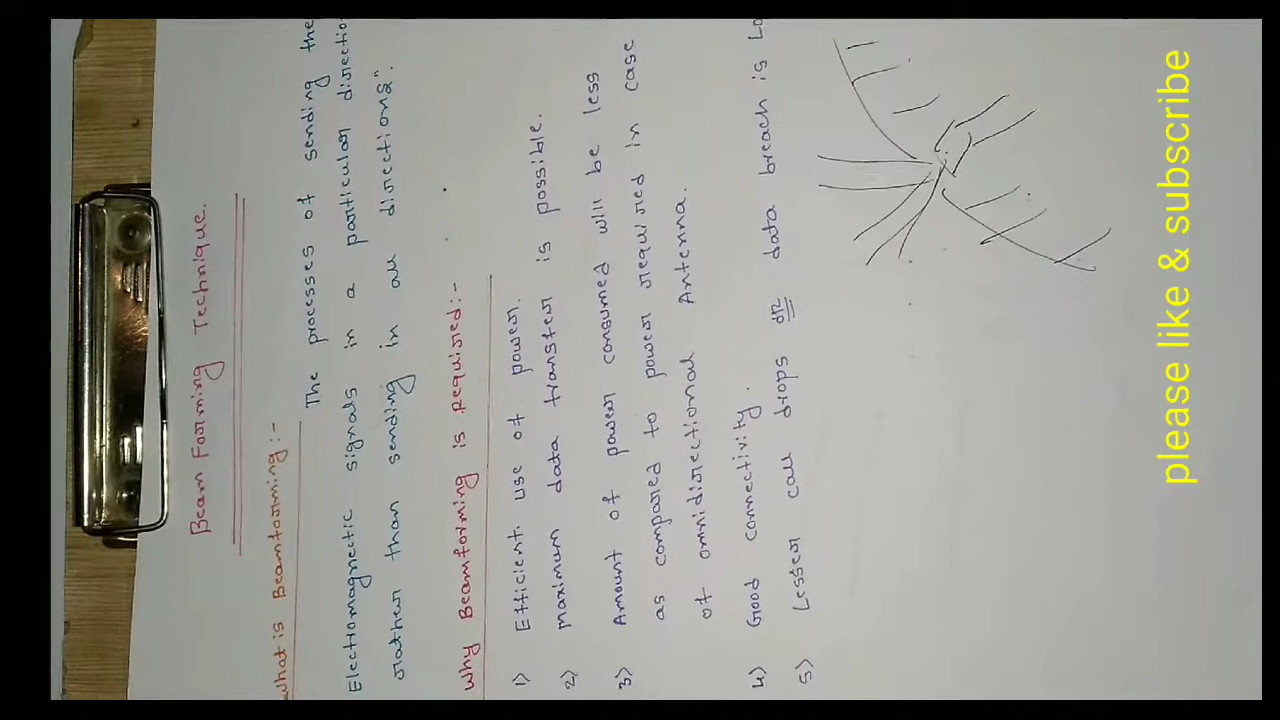 Beam Forming Technique.
What is Beamforming:-
The processes of sending the
Electromagnetic signals in a particular directio
rather than sending in all directions".
Why Beamforming is Required:-
1) Efficient use of power.
2) maximum data transfer is possible.
3) Amount of power consumed will be less
as compared to power required in case
of omnidirectional Antenna.
4) Good connectivity.
5) Lesser call drops or data breach is Lo
please like & subscribe